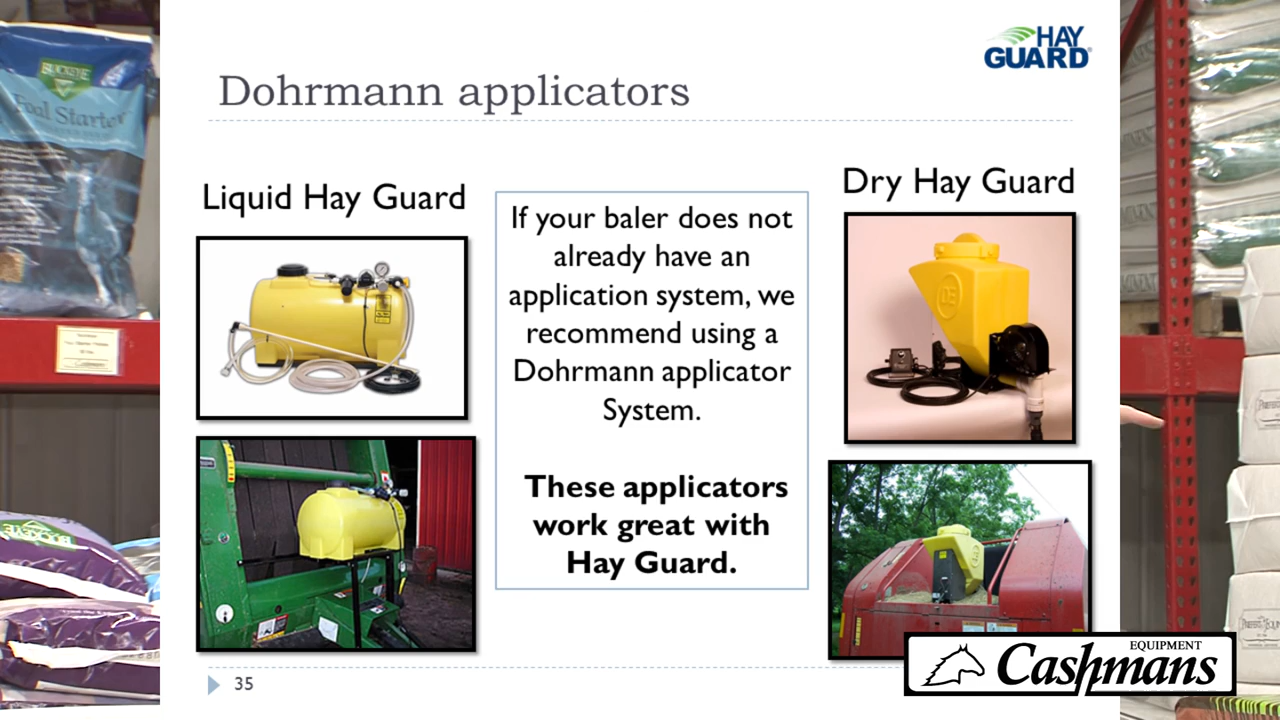 HAY
GUARD
Dohrmann applicators
Liquid Hay Guard
Dry Hay Guard
If your baler does not
already have an
application system, we
recommend using a
Dohrmann applicator
System.
These applicators
work great with
Hay Guard.
35
EQUIPMENT
Cashmans
BUCKEYE
Foal Starter
BUCKEYE